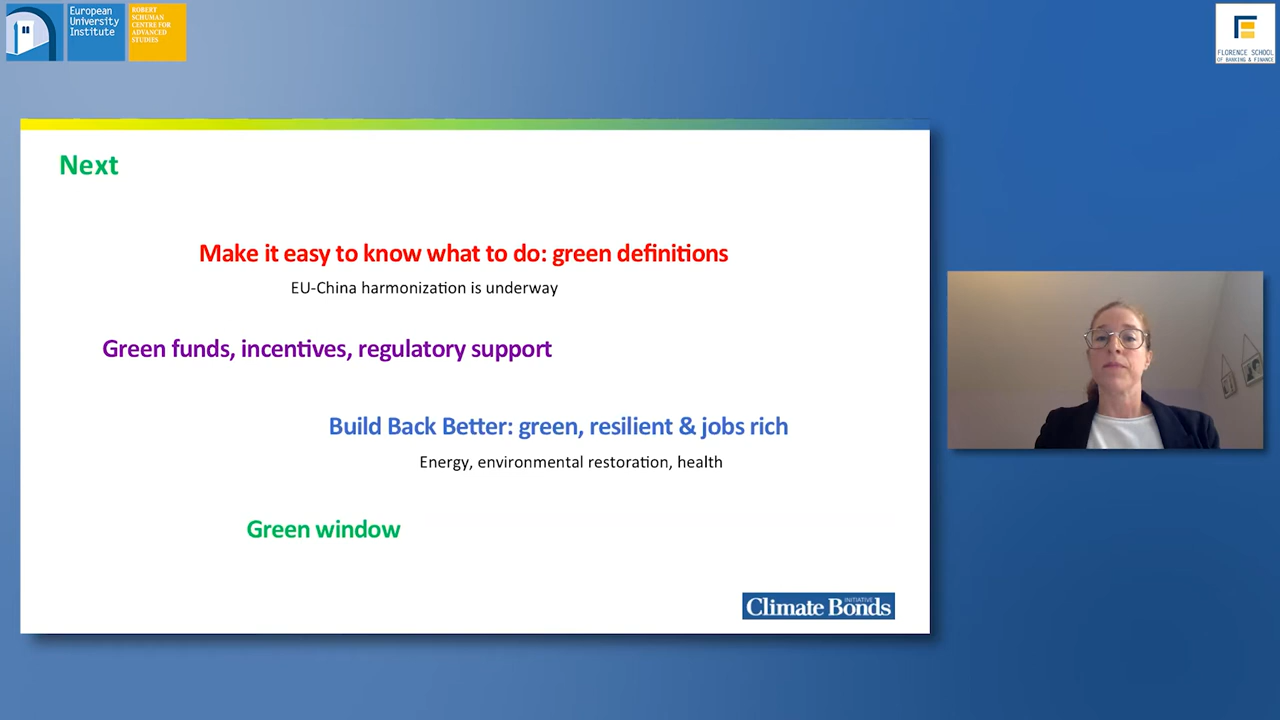 European
University
Institute
ROBERT
SCHUMAN
CENTRE FOR
ADVANCED
STUDIES
FLORENCE SCHOOL
OF BANKING & FINANCE
Next
Make it easy to know what to do: green definitions
EU-China harmonization is underway
Green funds, incentives, regulatory support
Build Back Better: green, resilient & jobs rich
Energy, environmental restoration, health
Green window
Climate Bonds INITIATIVE